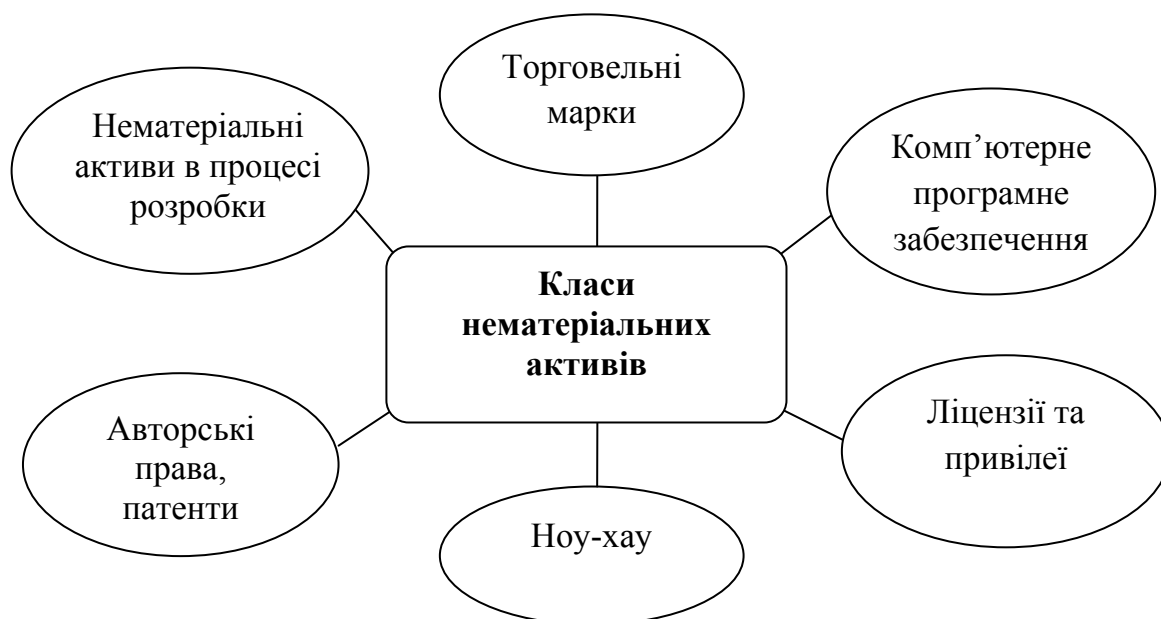 Торговельні
марки
Нематеріальні
активи в процесі
розробки
Комп’ютерне
програмне
забезпечення
Класи
нематеріальних
активів
Авторські
права,
патенти
Ліцензії та
привілеї
Ноу-хау